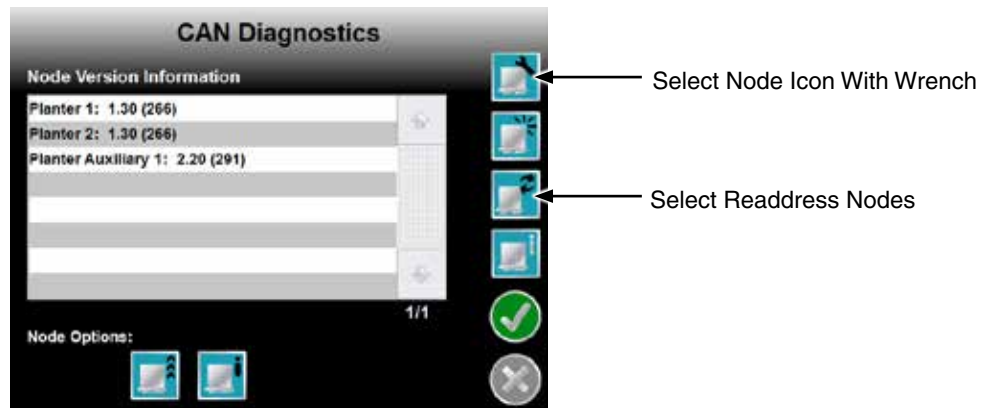 CAN Diagnostics
Node Version Information
Planter 1: 1.30 (266)
Planter 2: 1.30 (266)
Planter Auxiliary 1: 2.20 (291)
1/1
Node Options:
Select Node Icon With Wrench
Select Readdress Nodes